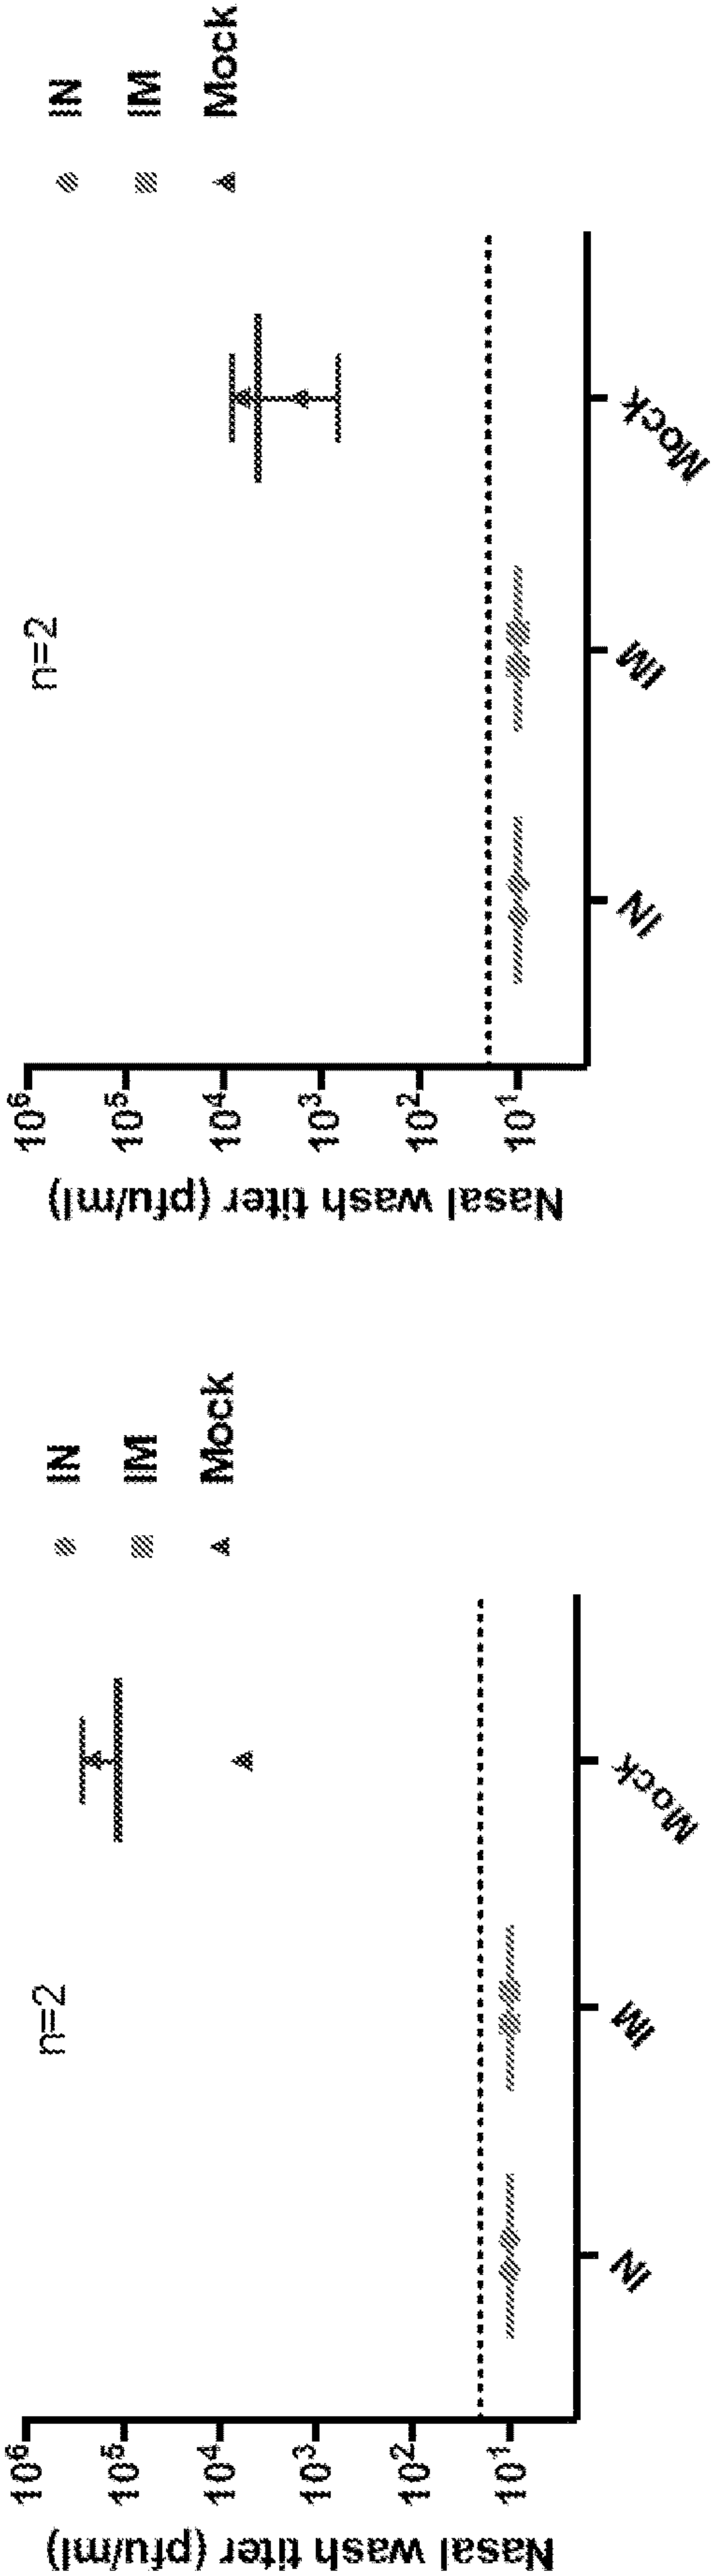 Nasal wash titer (pfu/ml)
10⁶
10⁵
10⁴
10³
10²
10¹
n=2
IN
IM
Mock
IN
IM
Mock
Nasal wash titer (pfu/ml)
10⁶
10⁵
10⁴
10³
10²
10¹
n=2
IN
IM
Mock
IN
IM
Mock